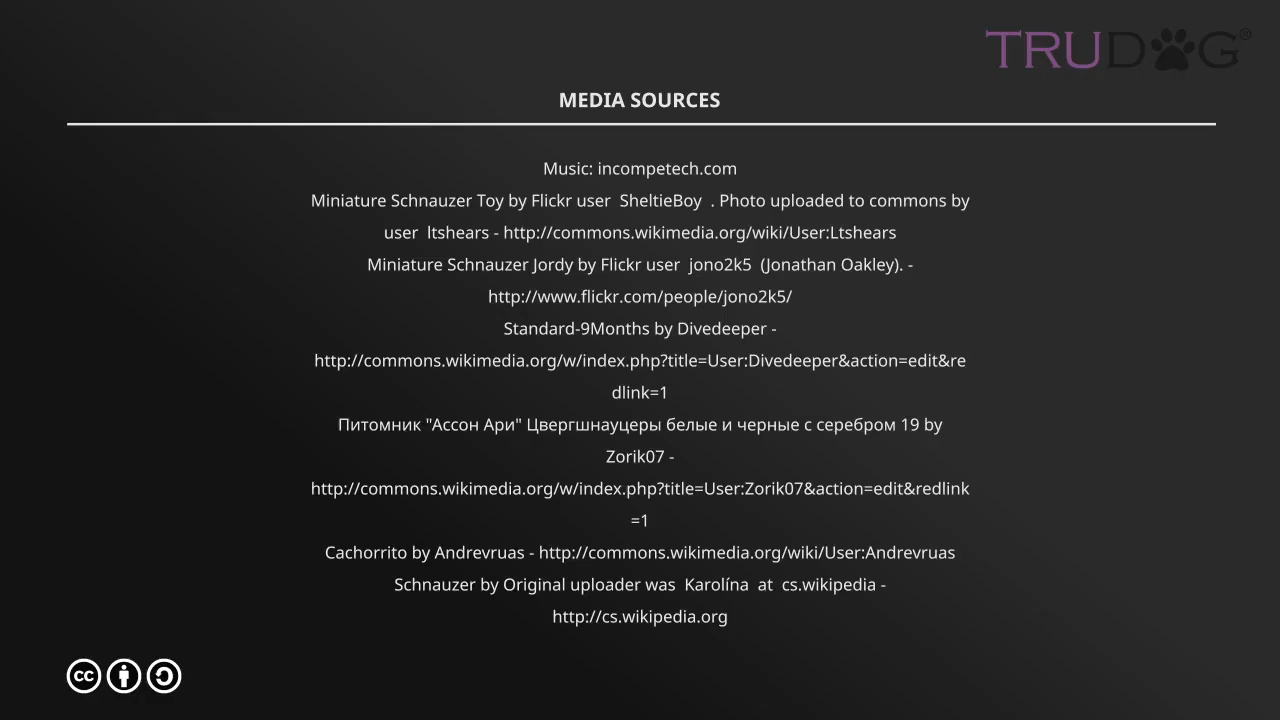 TRUDOG®
MEDIA SOURCES
Music: incompetech.com
Miniature Schnauzer Toy by Flickr user  SheltieBoy  . Photo uploaded to commons by
user  ltshears - http://commons.wikimedia.org/wiki/User:Ltshears
Miniature Schnauzer Jordy by Flickr user  jono2k5  (Jonathan Oakley). -
http://www.flickr.com/people/jono2k5/
Standard-9Months by Divedeeper -
http://commons.wikimedia.org/w/index.php?title=User:Divedeeper&action=edit&re
dlink=1
Питомник "Ассон Ари" Цвергшнауцеры белые и черные с серебром 19 by
Zorik07 -
http://commons.wikimedia.org/w/index.php?title=User:Zorik07&action=edit&redlink
=1
Cachorrito by Andrevruas - http://commons.wikimedia.org/wiki/User:Andrevruas
Schnauzer by Original uploader was  Karolína  at  cs.wikipedia -
http://cs.wikipedia.org
cc